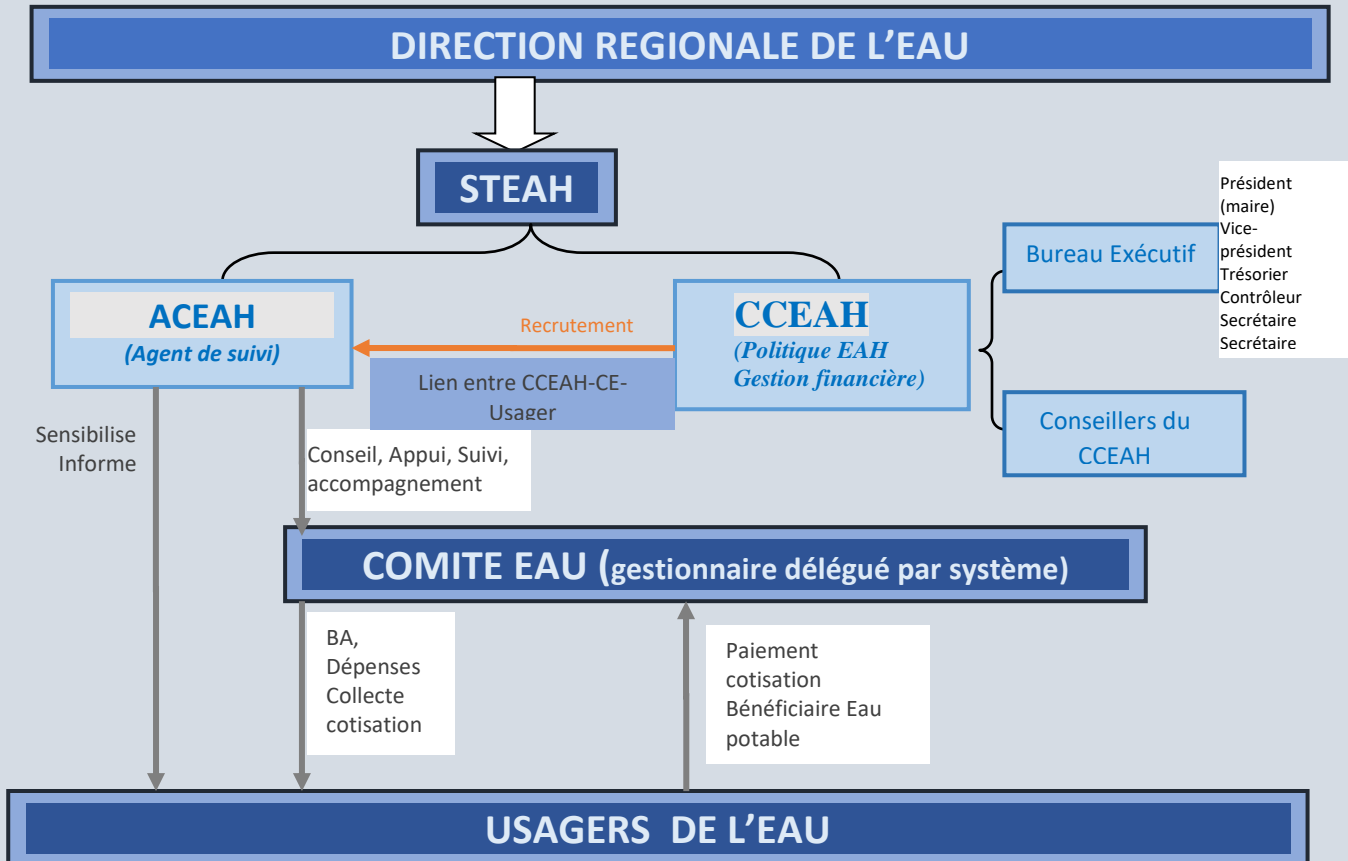 DIRECTION REGIONALE DE L’EAU
STEAH
Président
(maire)
Vice-
président
Trésorier
Contrôleur
Secrétaire
Secrétaire
Bureau Exécutif
ACEAH
(Agent de suivi)
Recrutement
CCEAH
(Politique EAH
Gestion financière)
Lien entre CCEAH-CE-
Usager
Conseillers du
CCEAH
Sensibilise
Informe
Conseil, Appui, Suivi,
accompagnement
COMITE EAU (gestionnaire délégué par système)
BA,
Dépenses
Collecte
cotisation
Paiement
cotisation
Bénéficiaire Eau
potable
USAGERS DE L’EAU